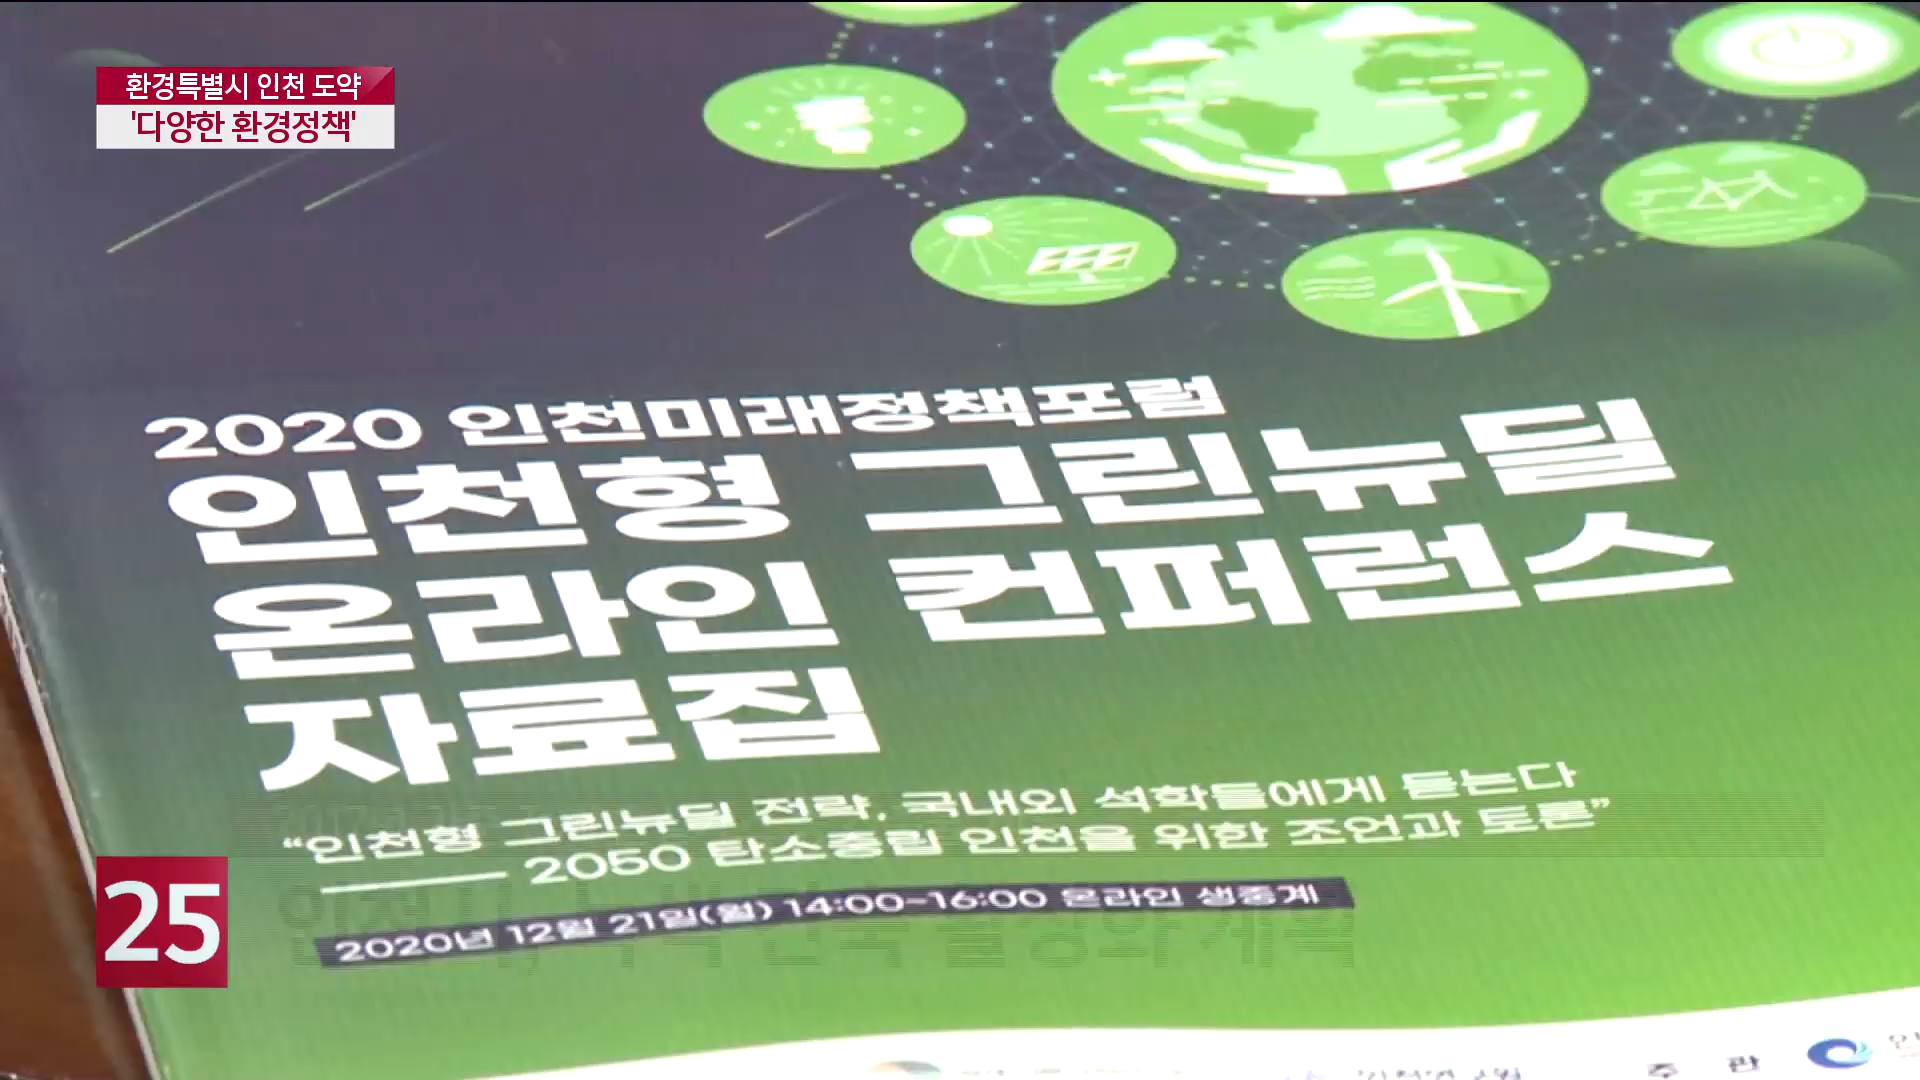 환경특별시 인천 도약
'다양한 환경정책'
2020 인천미래정책포럼
인천형 그린뉴딜
온라인 컨퍼런스
자료집
“인천형 그린뉴딜 전략, 국내외 석학들에게 듣는다
2050 탄소중립 인천을 위한 조언과 토론”
2020년 12월 21일(월) 14:00-16:00 온라인 생중계
25
주 관